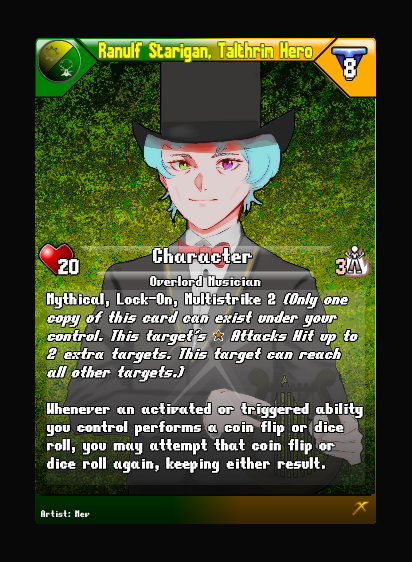 Ranulf Starigan, Talthrim Hero
8
20
Character
3
Overlord Musician
Mythical, Lock-On, Multistrike 2 (Only one
copy of this card can exist under your
control. This target's Attacks Hit up to
2 extra targets. This target can reach
all other targets.)
Whenever an activated or triggered ability
you control performs a coin flip or dice
roll, you may attempt that coin flip or
dice roll again, keeping either result.
Artist: Mev